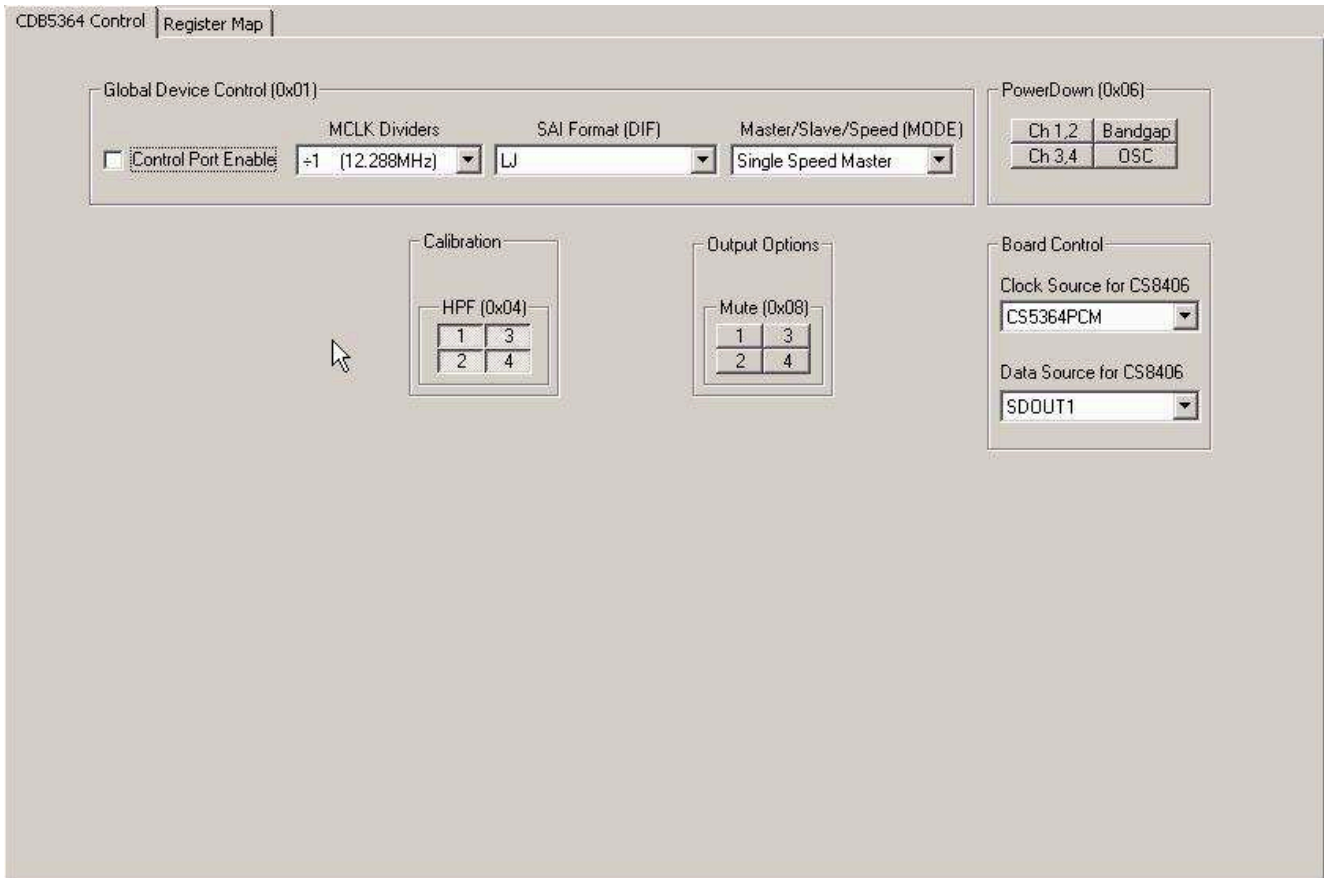 CDB5364 Control Register Map
Global Device Control (0x01)
MCLK Dividers SAI Format (DIF) Master/Slave/Speed (MODE)
Control Port Enable ÷1 (12.288MHz) LJ Single Speed Master
PowerDown (0x06)
Ch 1,2 Bandgap
Ch 3,4 OSC
Calibration
HPF (0x04)
1 3
2 4
Output Options
Mute (0x08)
1 3
2 4
Board Control
Clock Source for CS8406
CS5364PCM
Data Source for CS8406
SDOUT1